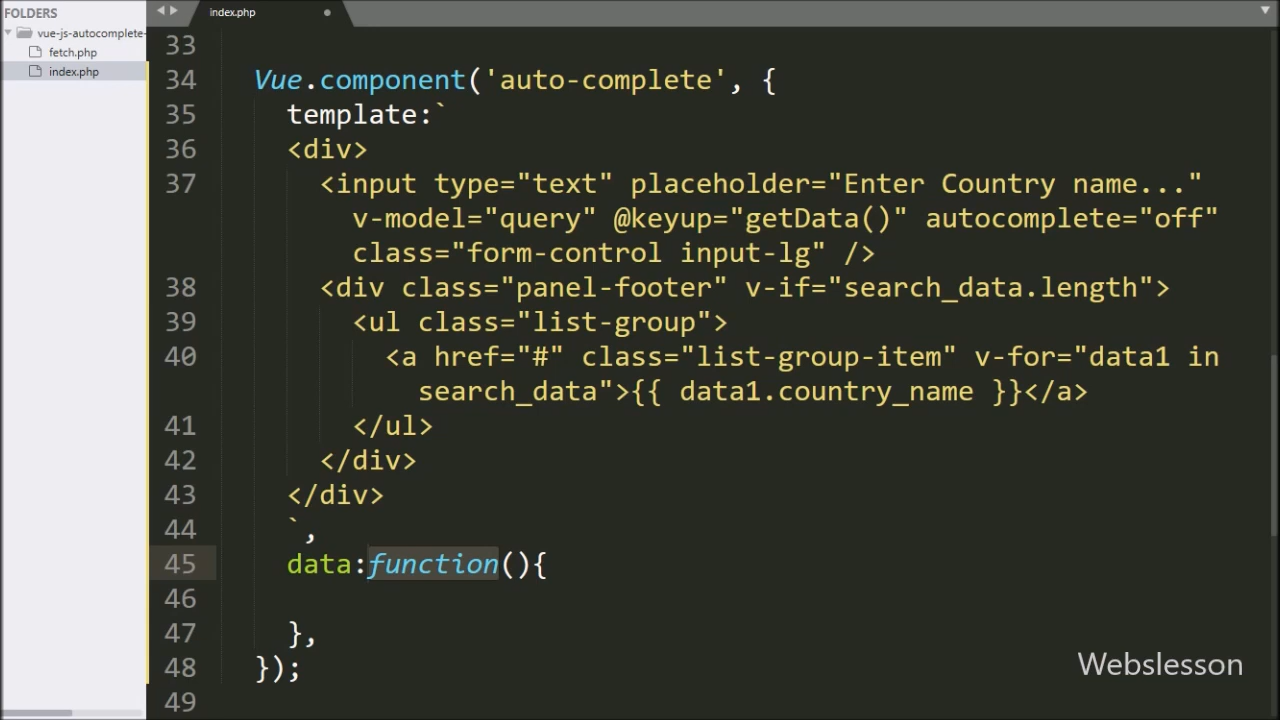 FOLDERS
vue-js-autocomplete-
fetch.php
index.php
index.php
33
34 Vue.component('auto-complete', {
35 template:`
36 <div>
37 <input type="text" placeholder="Enter Country name..."
v-model="query" @keyup="getData()" autocomplete="off"
class="form-control input-lg" />
38 <div class="panel-footer" v-if="search_data.length">
39 <ul class="list-group">
40 <a href="#" class="list-group-item" v-for="data1 in
search_data">{{ data1.country_name }}</a>
41 </ul>
42 </div>
43 </div>
44 `,
45 data:function(){
46
47 },
48 });
49
Webslesson